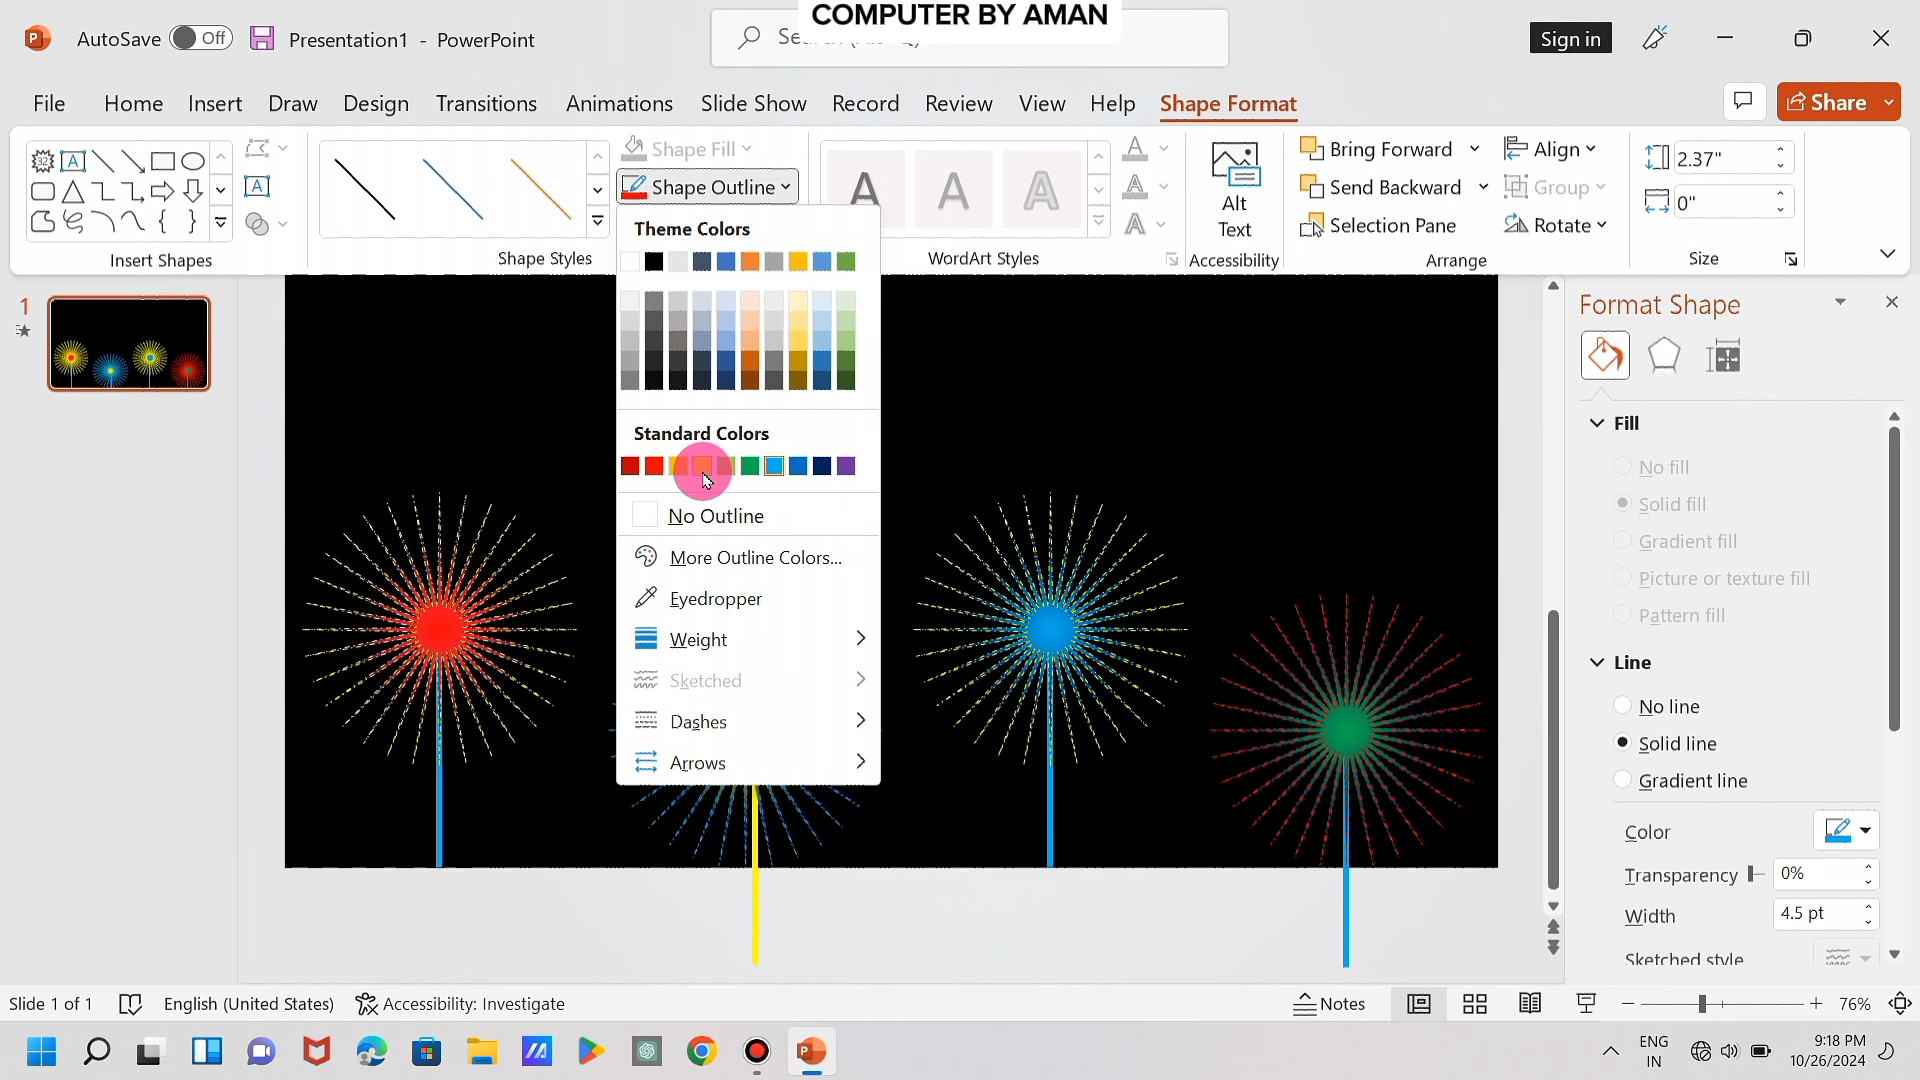 COMPUTER BY AMAN
AutoSave Off Presentation1 - PowerPoint
Sign in
File Home Insert Draw Design Transitions Animations Slide Show Record Review View Help Shape Format
Share
Shape Fill
Shape Outline
Insert Shapes
Shape Styles
A A A
WordArt Styles
Alt
Text
Accessibility
Bring Forward
Send Backward
Selection Pane
Align
Group
Rotate
Arrange
2.37"
0"
Size
Theme Colors
Standard Colors
No Outline
More Outline Colors...
Eyedropper
Weight
Sketched
Dashes
Arrows
1
Format Shape
Fill
No fill
Solid fill
Gradient fill
Picture or texture fill
Pattern fill
Line
No line
Solid line
Gradient line
Color
Transparency 0%
Width 4.5 pt
Sketched style
Slide 1 of 1 English (United States) Accessibility: Investigate
Notes
76%
ENG
IN
9:18 PM
10/26/2024